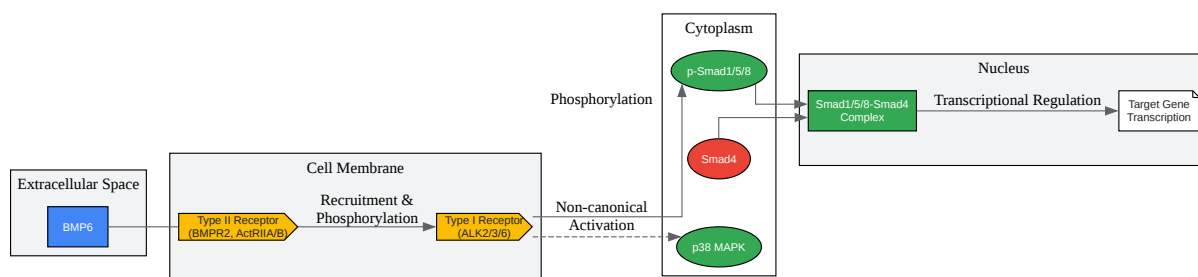 Extracellular Space
BMP6
Cell Membrane
Type II Receptor
(BMPR2, ActRIIA/B)
Recruitment &
Phosphorylation
Type I Receptor
(ALK2/3/6)
Phosphorylation
Non-canonical
Activation
Cytoplasm
p-Smad1/5/8
Smad4
p38 MAPK
Nucleus
Smad1/5/8-Smad4
Complex
Transcriptional Regulation
Target Gene
Transcription